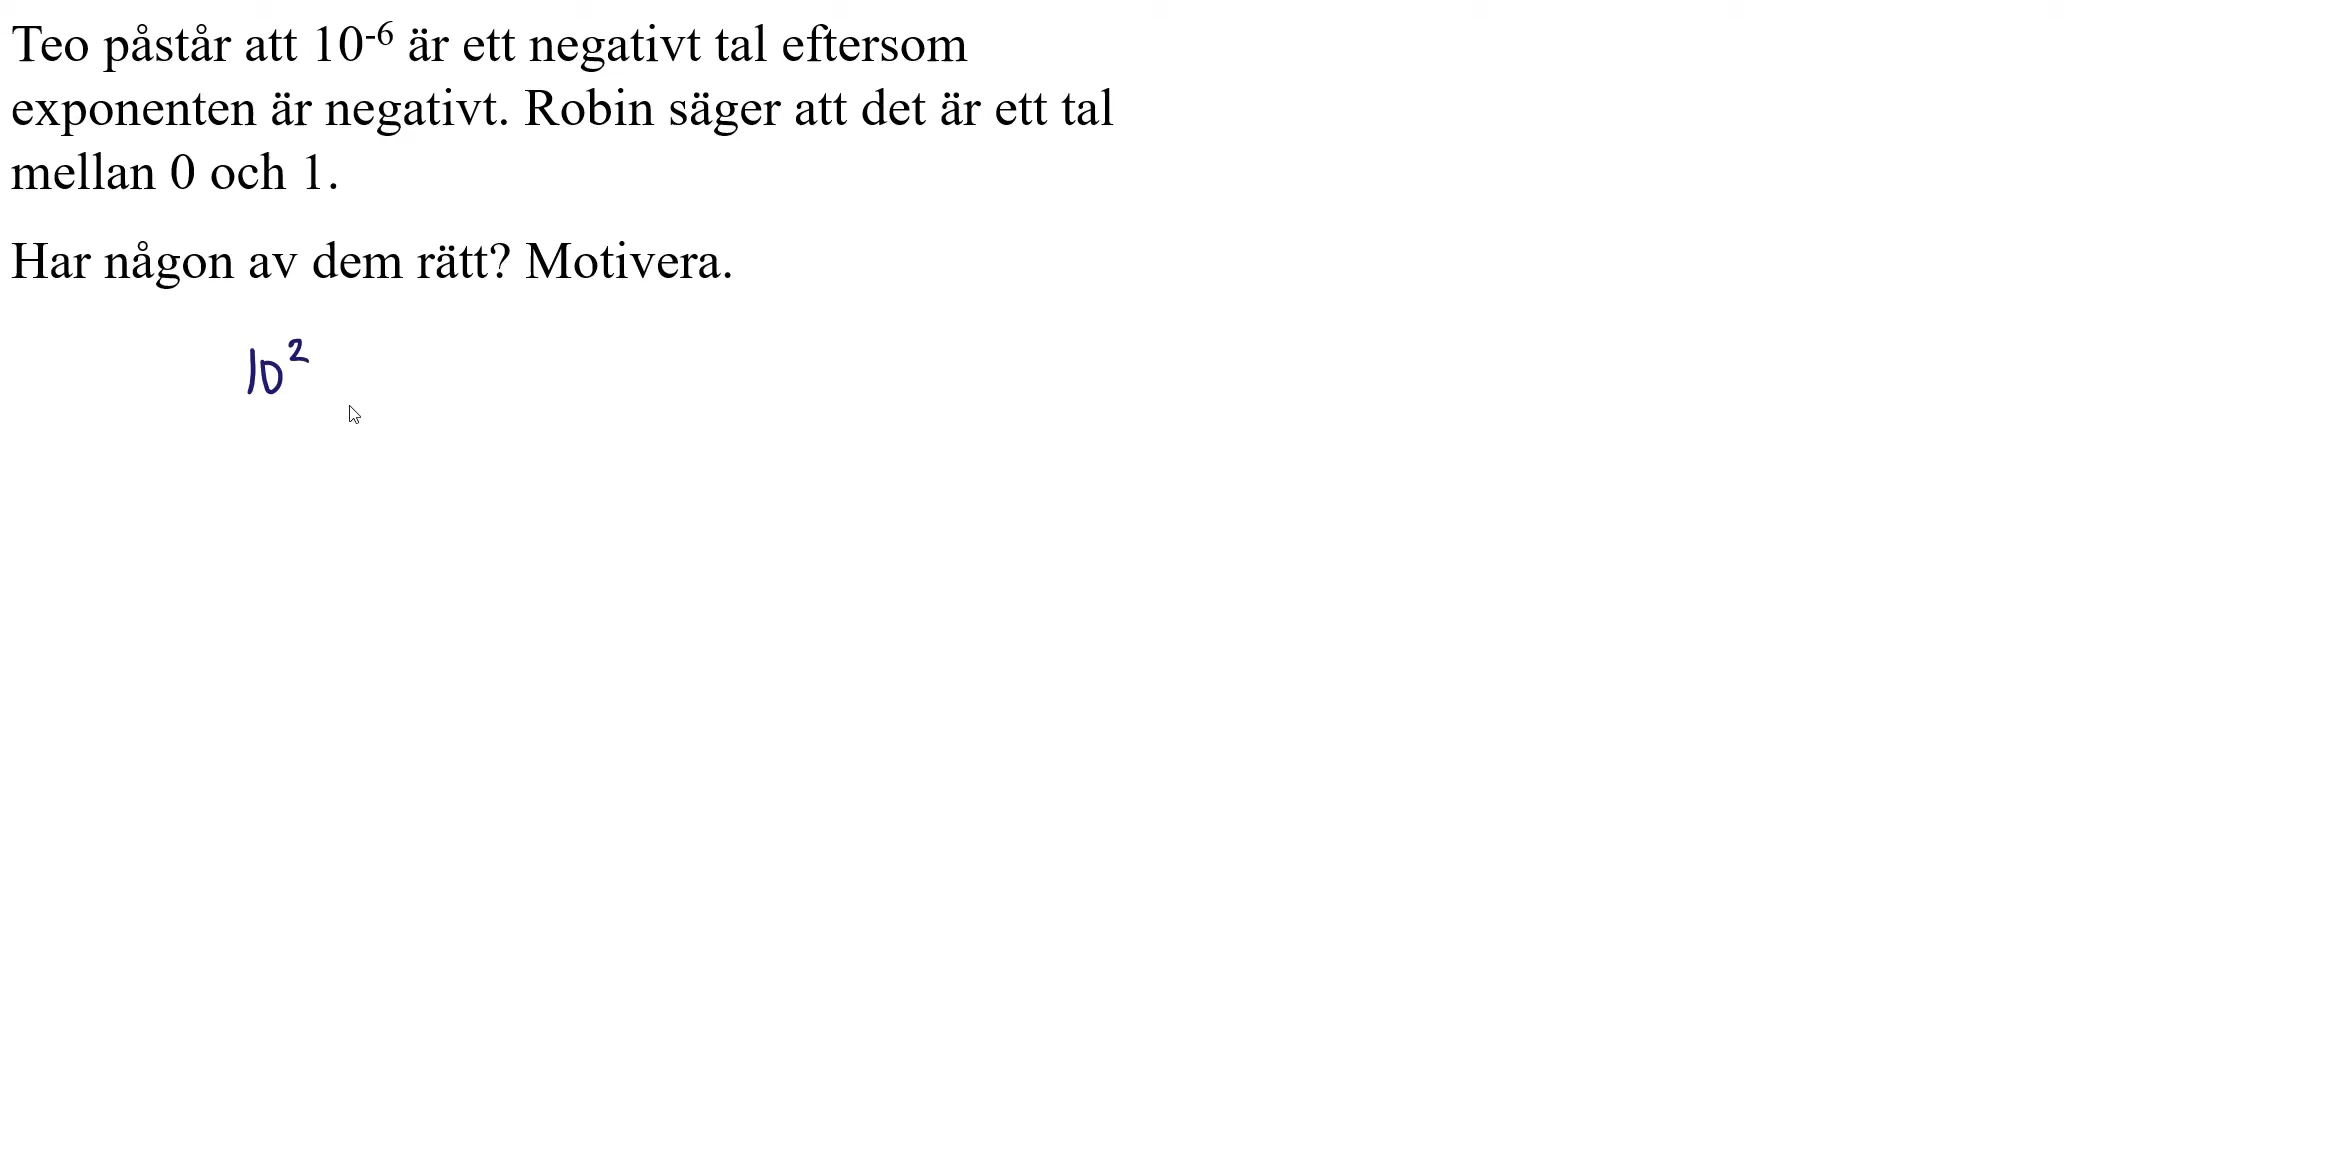 Teo påstår att 10⁻⁶ är ett negativt tal eftersom
exponenten är negativt. Robin säger att det är ett tal
mellan 0 och 1.
Har någon av dem rätt? Motivera.
10²